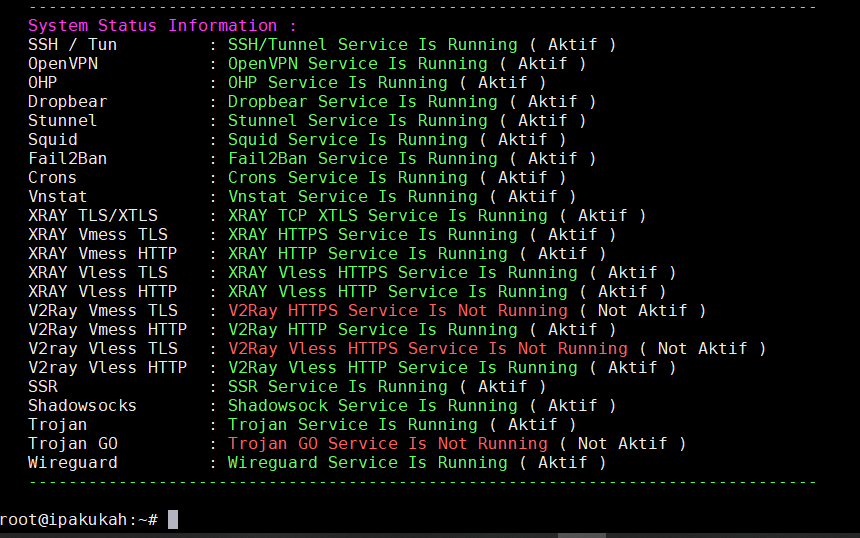 System Status Information :
SSH / Tun : SSH/Tunnel Service Is Running ( Aktif )
OpenVPN : OpenVPN Service Is Running ( Aktif )
OHP : OHP Service Is Running ( Aktif )
Dropbear : Dropbear Service Is Running ( Aktif )
Stunnel : Stunnel Service Is Running ( Aktif )
Squid : Squid Service Is Running ( Aktif )
Fail2Ban : Fail2Ban Service Is Running ( Aktif )
Crons : Crons Service Is Running ( Aktif )
Vnstat : Vnstat Service Is Running ( Aktif )
XRAY TLS/XTLS : XRAY TCP XTLS Service Is Running ( Aktif )
XRAY Vmess TLS : XRAY HTTPS Service Is Running ( Aktif )
XRAY Vmess HTTP : XRAY HTTP Service Is Running ( Aktif )
XRAY Vless TLS : XRAY Vless HTTPS Service Is Running ( Aktif )
XRAY Vless HTTP : XRAY Vless HTTP Service Is Running ( Aktif )
V2Ray Vmess TLS : V2Ray HTTPS Service Is Not Running ( Not Aktif )
V2Ray Vmess HTTP : V2Ray HTTP Service Is Running ( Aktif )
V2ray Vless TLS : V2Ray Vless HTTPS Service Is Not Running ( Not Aktif )
V2ray Vless HTTP : V2Ray Vless HTTP Service Is Running ( Aktif )
SSR : SSR Service Is Running ( Aktif )
Shadowsocks : Shadowsock Service Is Running ( Aktif )
Trojan : Trojan Service Is Running ( Aktif )
Trojan GO : Trojan GO Service Is Not Running ( Not Aktif )
Wireguard : Wireguard Service Is Running ( Aktif )
root@ipakukah:~#